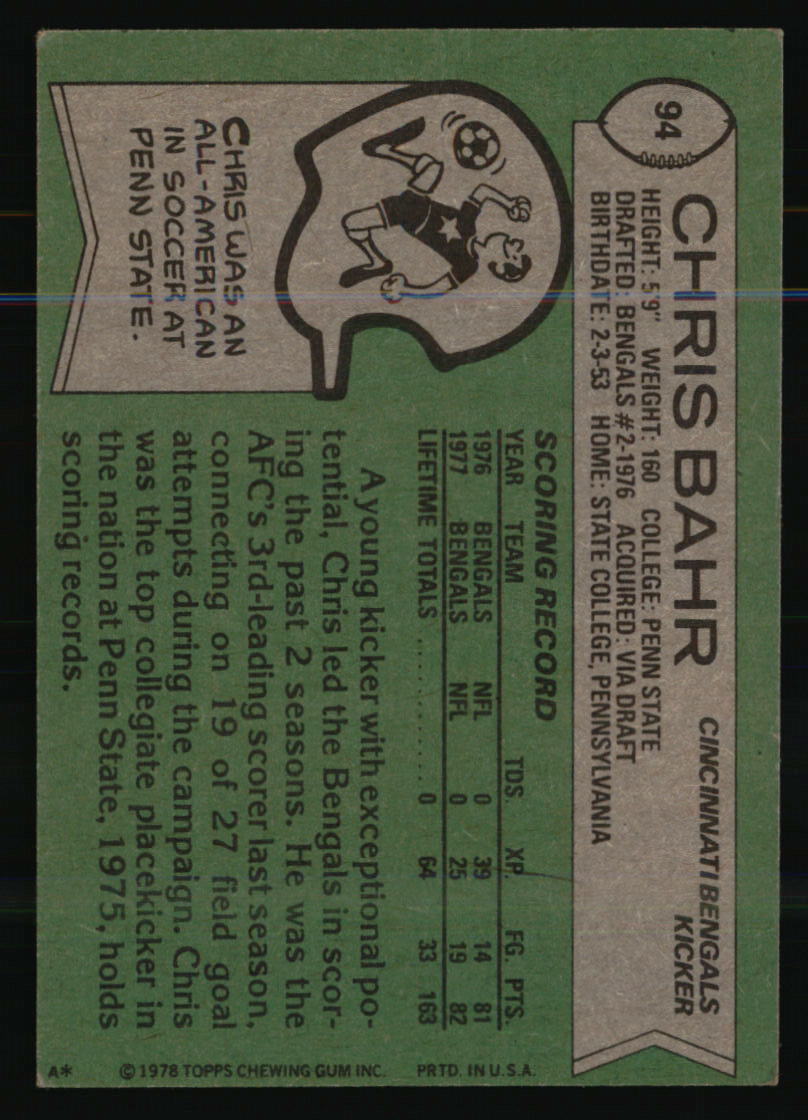 94
CHRIS BAHR
CINCINNATI BENGALS
KICKER
HEIGHT: 5'9" WEIGHT: 160 COLLEGE: PENN STATE
DRAFTED: BENGALS #2-1976 ACQUIRED: VIA DRAFT
BIRTHDATE: 2-3-53 HOME: STATE COLLEGE, PENNSYLVANIA
CHRIS WAS AN
ALL-AMERICAN
IN SOCCER AT
PENN STATE.
SCORING RECORD
YEAR TEAM TDS. XP. FG. PTS.
1976 BENGALS NFL 0 39 14 81
1977 BENGALS NFL 0 25 19 82
LIFETIME TOTALS ........... 0 64 33 163
A young kicker with exceptional po-
tential, Chris led the Bengals in scor-
ing the past 2 seasons. He was the
AFC's 3rd-leading scorer last season,
connecting on 19 of 27 field goal
attempts during the campaign. Chris
was the top collegiate placekicker in
the nation at Penn State, 1975, holds
scoring records.
A* © 1978 TOPPS CHEWING GUM INC. PRTD. IN U.S.A.